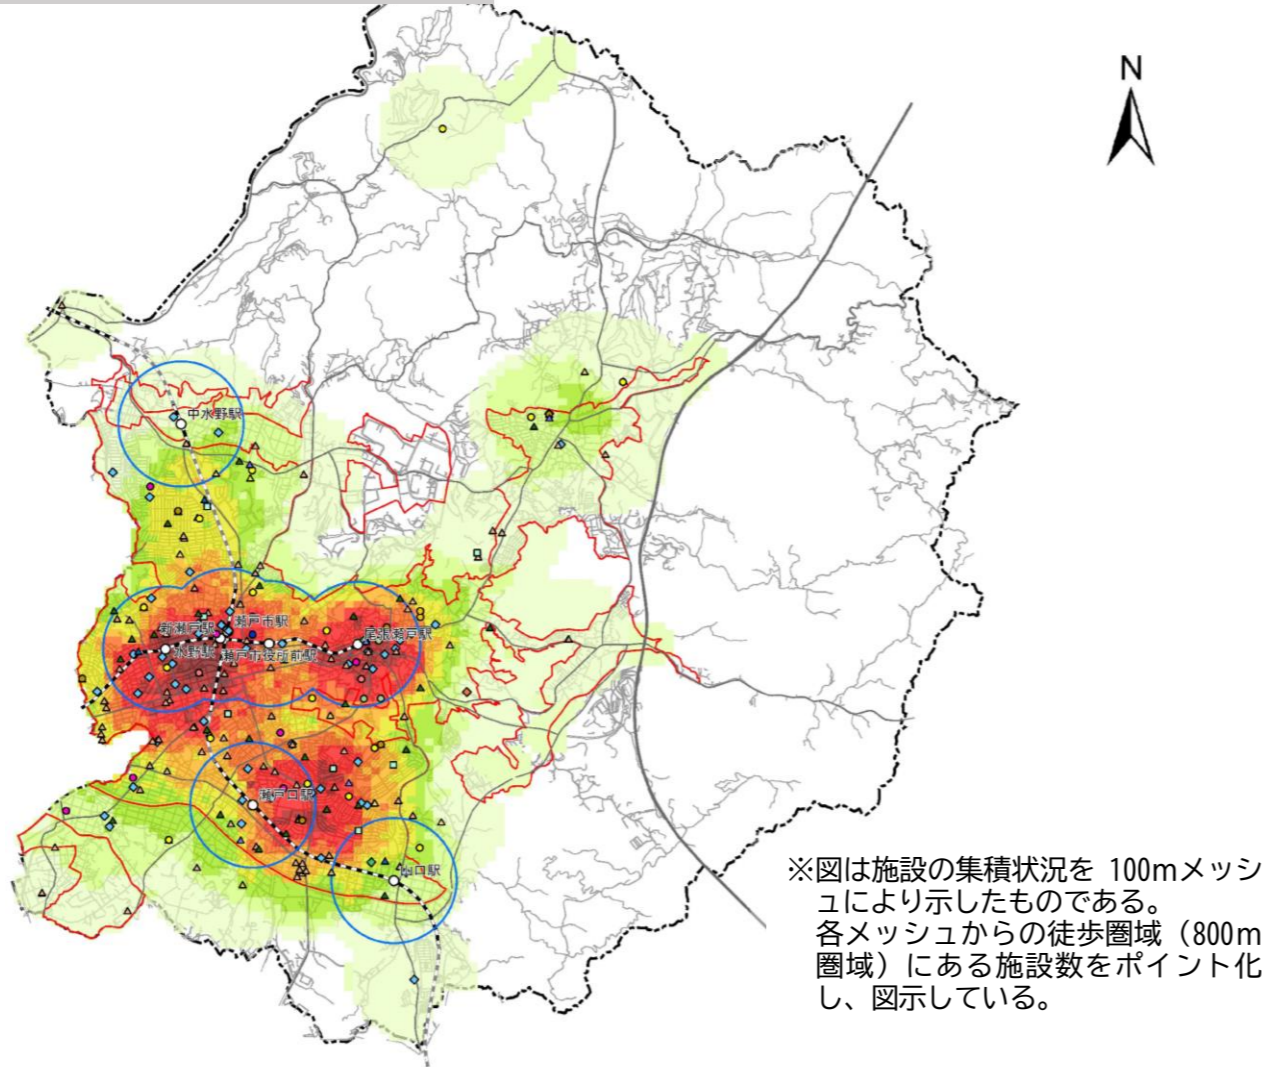 N
中水野駅
瀬戸市駅
新瀬戸駅
尾張瀬戸駅
水野駅
瀬戸市役所前駅
瀬戸口駅
山口駅
※図は施設の集積状況を 100mメッシ
ュにより示したものである。
各メッシュからの徒歩圏域（800m
圏域）にある施設数をポイント化
し、図示している。